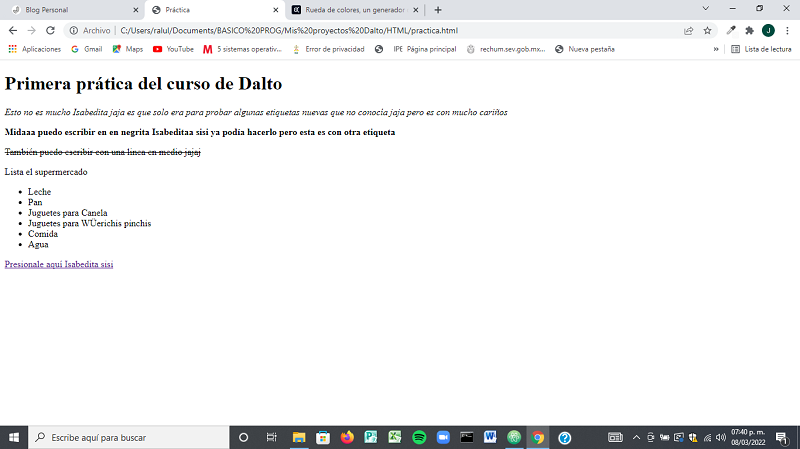 Blog Personal
Práctica
Rueda de colores, un generador
Archivo
C:/Users/ralul/Documents/BASICO%20PROG/Mis%20proyectos%20Dalto/HTML/practica.html
J
Aplicaciones
Gmail
Maps
YouTube
5 sistemas operativ...
Error de privacidad
IPE Página principal
rechum.sev.gob.mx...
Nueva pestaña
»
Lista de lectura
Primera prática del curso de Dalto
Esto no es mucho Isabedita jaja es que solo era para probar algunas etiquetas nuevas que no conocía jaja pero es con mucho cariños
Midaaa puedo escribir en en negrita Isabeditaa sisi ya podía hacerlo pero esta es con otra etiqueta
También puedo escribir con una linea en medio jajaj
Lista el supermercado
Leche
Pan
Juguetes para Canela
Juguetes para WÜerichis pinchis
Comida
Agua
Presionale aquí Isabedita sisi
Escribe aquí para buscar
07:40 p. m.
08/03/2022
1